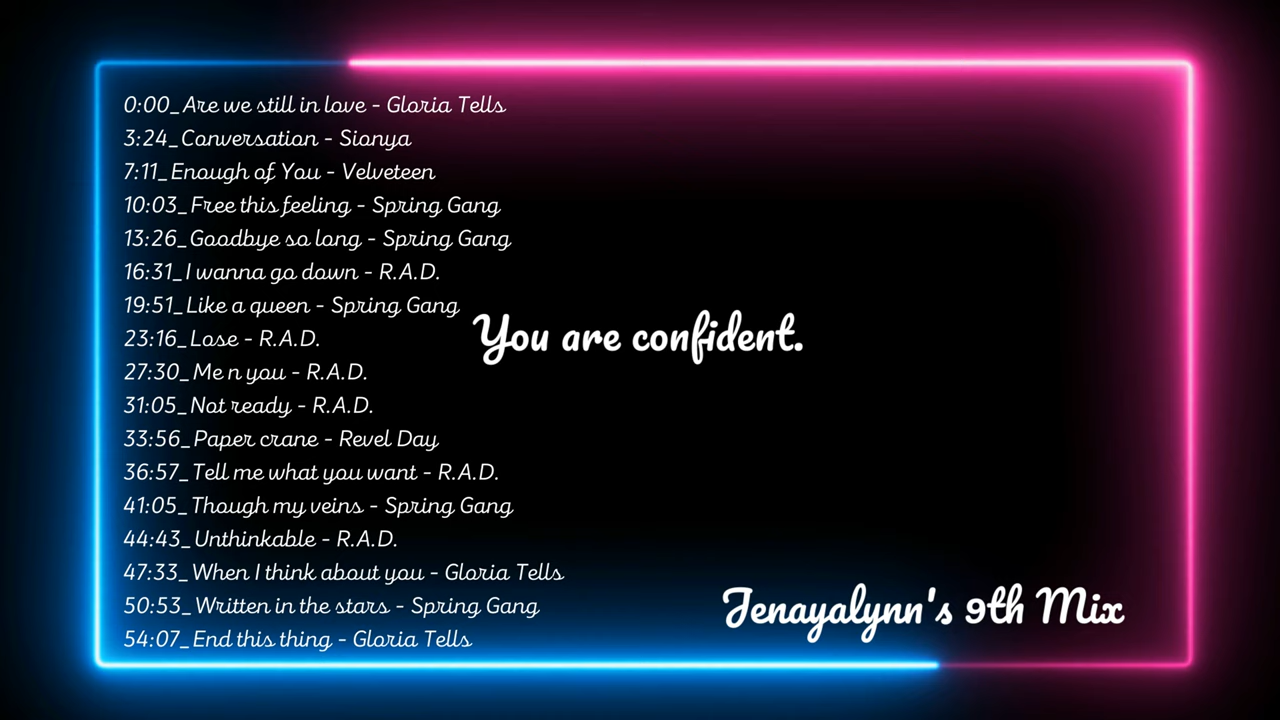 0:00_Are we still in love - Gloria Tells
3:24_Conversation - Sionya
7:11_Enough of You - Velveteen
10:03_Free this feeling - Spring Gang
13:26_Goodbye so long - Spring Gang
16:31_I wanna go down - R.A.D.
19:51_Like a queen - Spring Gang
23:16_Lose - R.A.D.
27:30_Me n you - R.A.D.
31:05_Not ready - R.A.D.
33:56_Paper crane - Revel Day
36:57_Tell me what you want - R.A.D.
41:05_Though my veins - Spring Gang
44:43_Unthinkable - R.A.D.
47:33_When I think about you - Gloria Tells
50:53_Written in the stars - Spring Gang
54:07_End this thing - Gloria Tells
You are confident.
Jenayalynn's 9th Mix